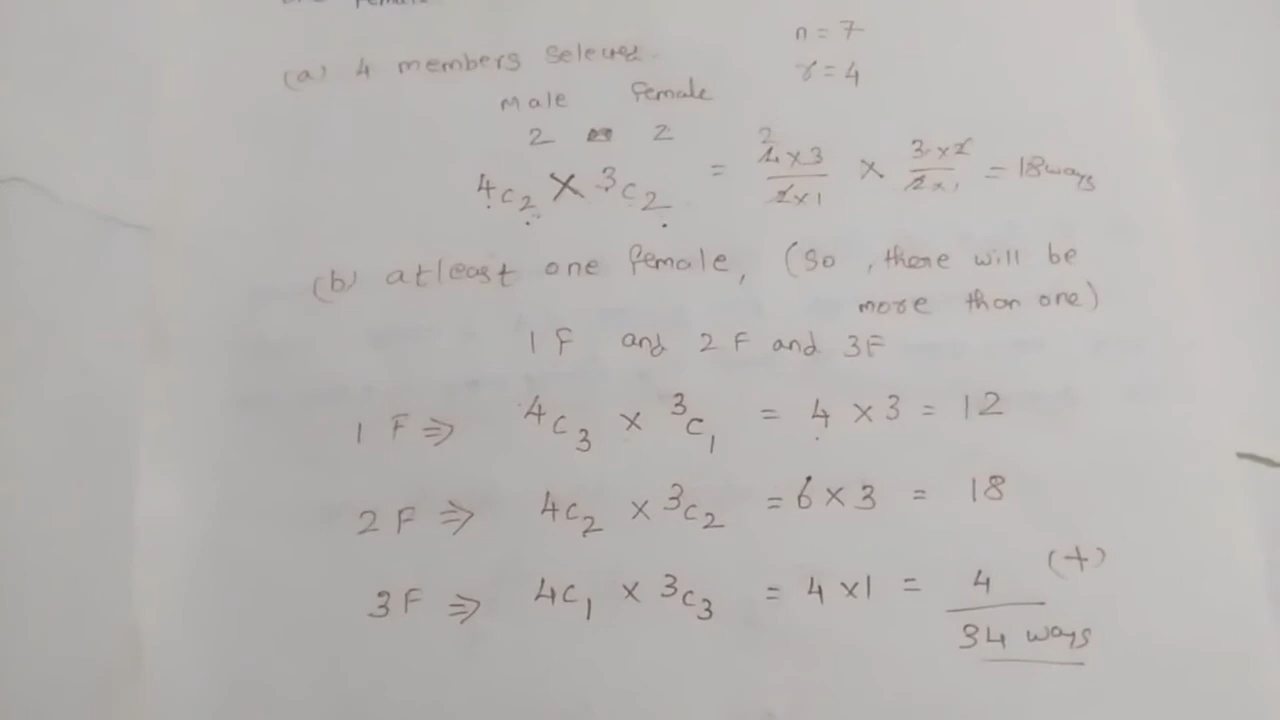 female
n = 7
(a) 4 members selected.
r = 4
Male female
2 2
4c2 × 3c2 = 4×3/2×1 × 3×2/2×1 = 18 ways
2
(b) atleast one female, (so, there will be
more than one)
1 F and 2 F and 3F
1 F ⇒ 4c3 × 3c1 = 4 × 3 = 12
2 F ⇒ 4c2 × 3c2 = 6 × 3 = 18
3 F ⇒ 4c1 × 3c3 = 4 × 1 = 4 (+)
34 ways